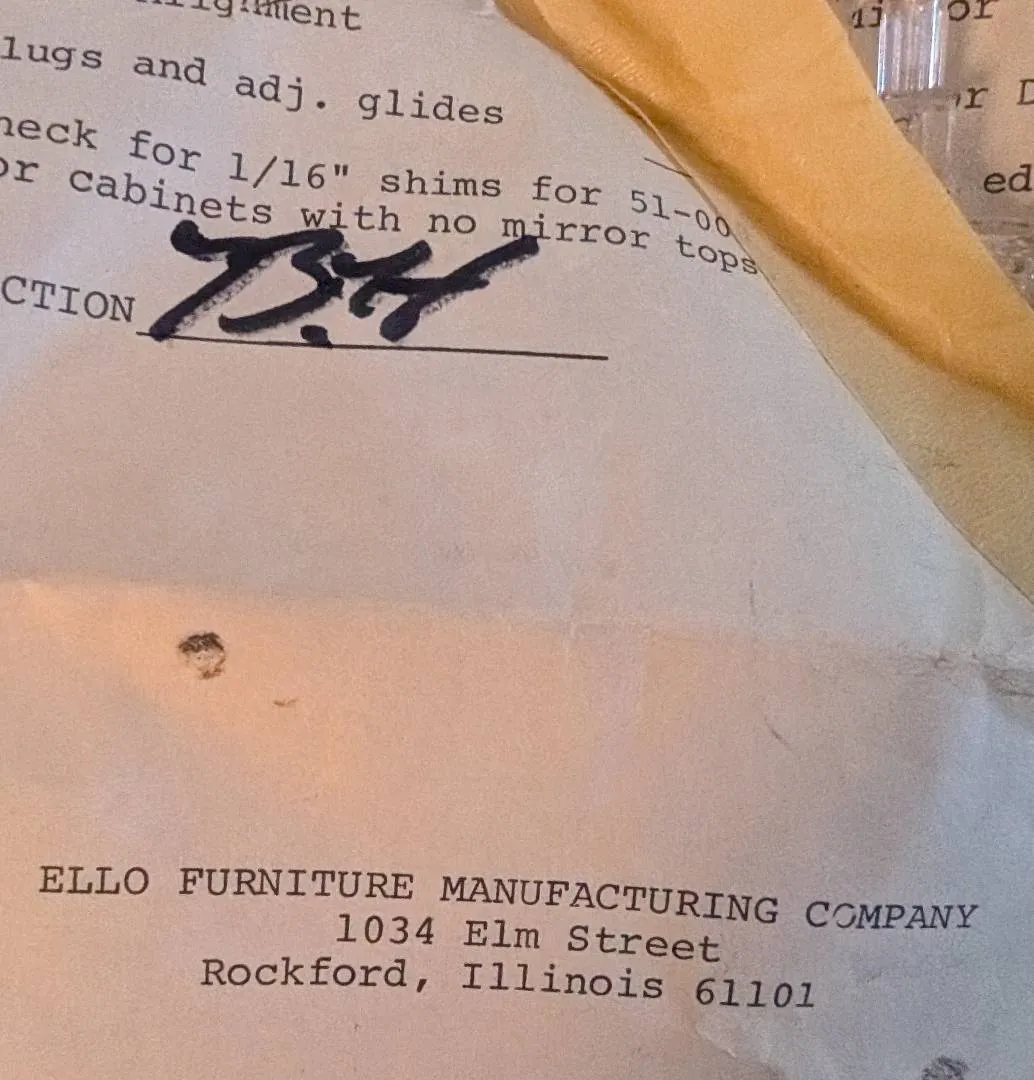 lugs and adj. glides
for 1/16" shims for 51-00
cabinets with no mirror tops
CTION
ELLO FURNITURE MANUFACTURING COMPANY
1034 Elm Street
Rockford, Illinois 61101